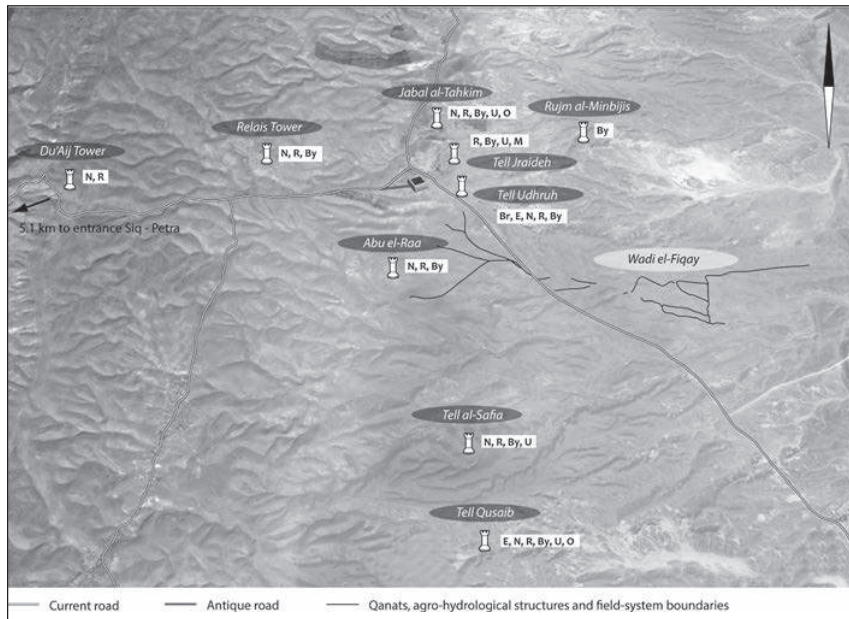 Jabal al-Tahkim
N, R, By, U, O
Rujm al-Minbijis
By
Relais Tower
N, R, By
R, By, U, M
Du'Aij Tower
N, R
Tell Jraideh
Tell Udhruh
Br, E, N, R, By
5.1 km to entrance Siq - Petra
Abu el-Raa
N, R, By
Wadi el-Fiqay
Tell al-Safia
N, R, By, U
Tell Qusaib
E, N, R, By, U, O
Current road
Antique road
Qanats, agro-hydrological structures and field-system boundaries